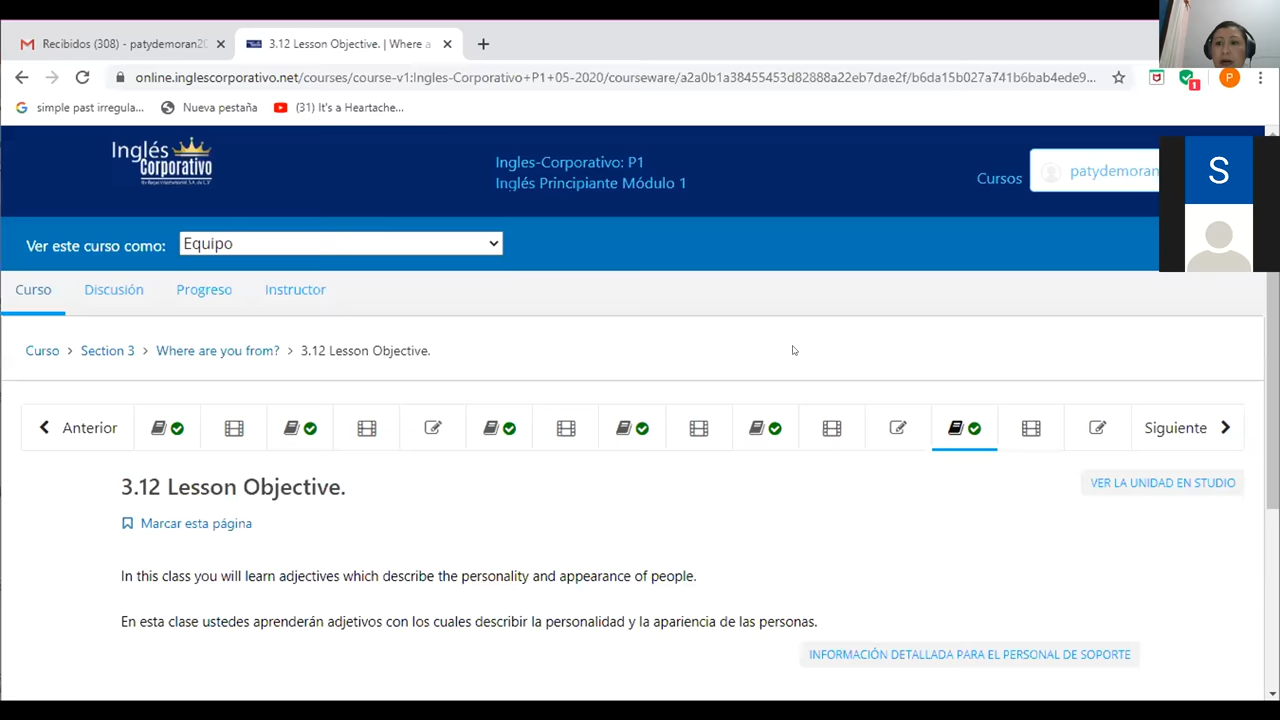 Recibidos (308) - patydemoran20
3.12 Lesson Objective. | Where a
online.inglescorporativo.net/courses/course-v1:Ingles-Corporativo+P1+05-2020/courseware/a2a0b1a38455453d82888a22eb7dae2f/b6da15b027a741b6bab4ede9...
1
P
simple past irregula...
Nueva pestaña
(31) It's a Heartache...
Inglés Corporativo
Ingles-Corporativo: P1
Inglés Principiante Módulo 1
Cursos
patydemoran
S
Ver este curso como:
Equipo
Curso
Discusión
Progreso
Instructor
Curso > Section 3 > Where are you from? > 3.12 Lesson Objective.
Anterior
Siguiente
3.12 Lesson Objective.
VER LA UNIDAD EN STUDIO
Marcar esta página
In this class you will learn adjectives which describe the personality and appearance of people.
En esta clase ustedes aprenderán adjetivos con los cuales describir la personalidad y la apariencia de las personas.
INFORMACIÓN DETALLADA PARA EL PERSONAL DE SOPORTE